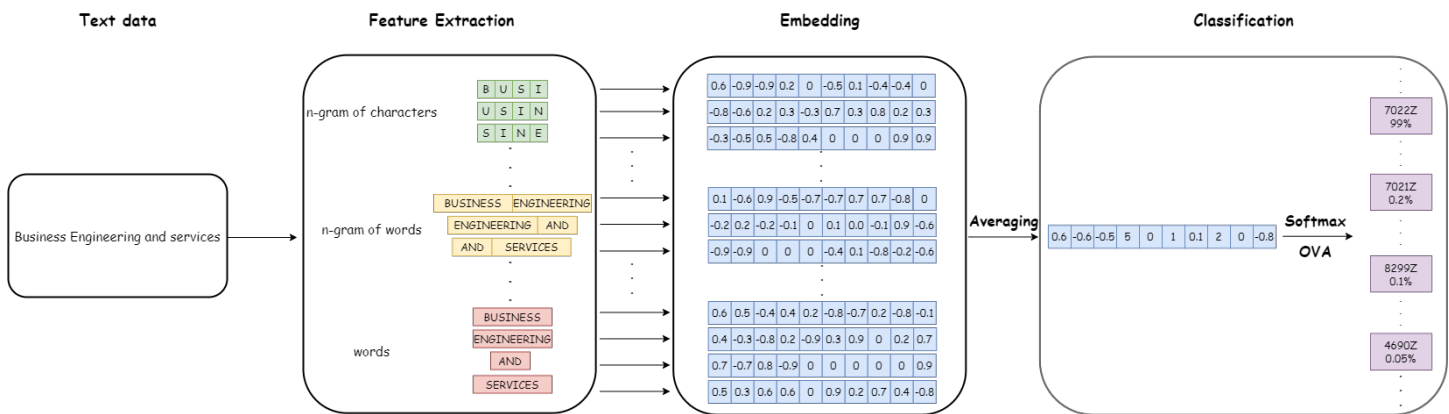 Text data
Feature Extraction
Embedding
Classification
Business Engineering and services
n-gram of characters
B U S I
U S I N
S I N E
n-gram of words
BUSINESS ENGINEERING
ENGINEERING AND
AND SERVICES
words
BUSINESS
ENGINEERING
AND
SERVICES
0.6 -0.9 -0.9 0.2 0 -0.5 0.1 -0.4 -0.4 0
-0.8 -0.6 0.2 0.3 -0.3 0.7 0.3 0.8 0.2 0.3
-0.3 -0.5 0.5 -0.8 0.4 0 0 0 0.9 0.9
0.1 -0.6 0.9 -0.5 -0.7 -0.7 0.7 0.7 -0.8 0
-0.2 0.2 -0.2 -0.1 0 0.1 0.0 -0.1 0.9 -0.6
-0.9 -0.9 0 0 0 -0.4 0.1 -0.8 -0.2 -0.6
0.6 0.5 -0.4 0.4 0.2 -0.8 -0.7 0.2 -0.8 -0.1
0.4 -0.3 -0.8 0.2 -0.9 0.3 0.9 0 0.2 0.7
0.7 -0.7 0.8 -0.9 0 0 0 0 0 0.9
0.5 0.3 0.6 0.6 0 0.9 0.2 0.7 0.4 -0.8
Averaging
0.6 -0.6 -0.5 5 0 1 0.1 2 0 -0.8
Softmax
OVA
7022Z
99%
7021Z
0.2%
8299Z
0.1%
4690Z
0.05%